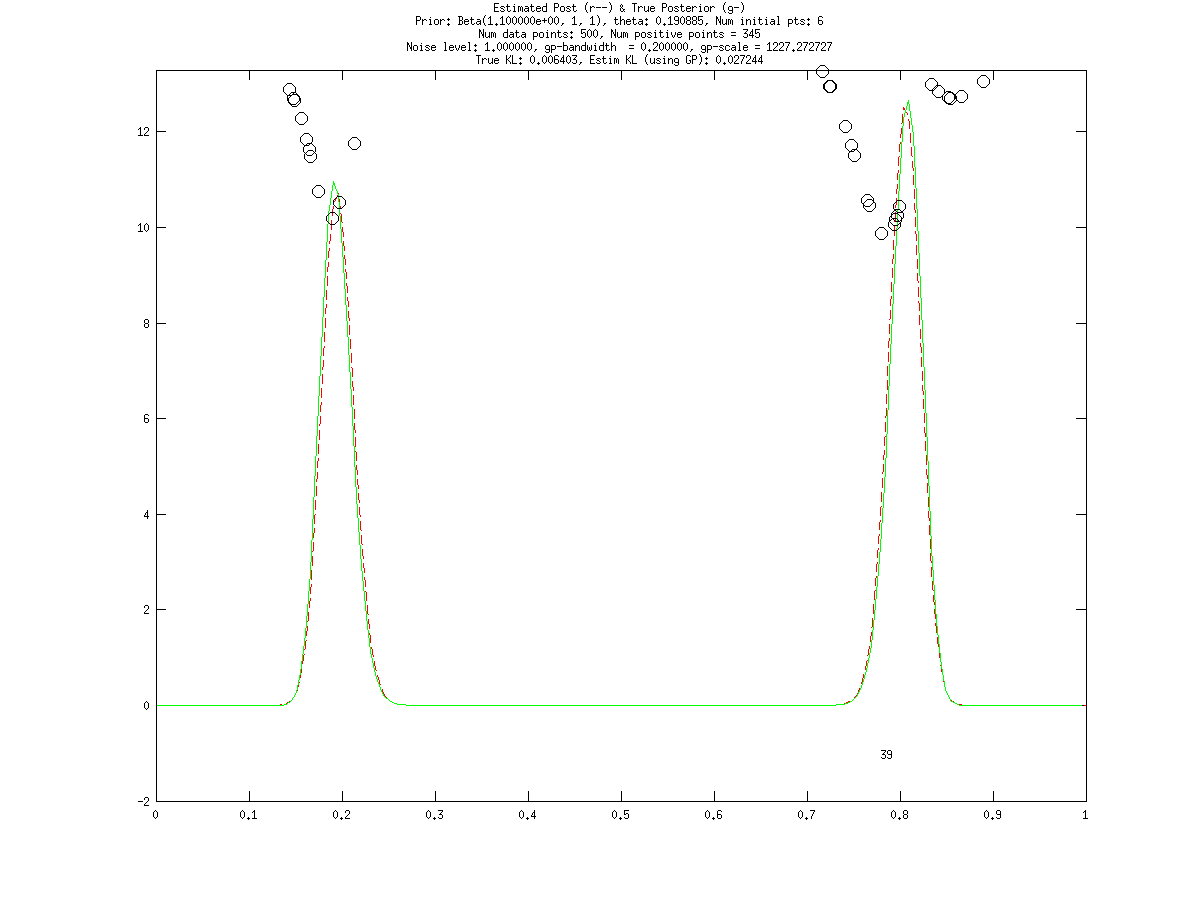 Estimated Post (r--) & True Posterior (g-)
Prior: Beta(1.100000e+00, 1, 1), theta: 0.190885, Num initial pts: 6
Num data points: 500, Num positive points = 345
Noise level: 1.000000, gp-bandwidth  = 0.200000, gp-scale = 1227.272727
True KL: 0.006403, Estim KL (using GP): 0.027244
12
10
8
6
4
2
0
39
-2
0 0.1 0.2 0.3 0.4 0.5 0.6 0.7 0.8 0.9 1